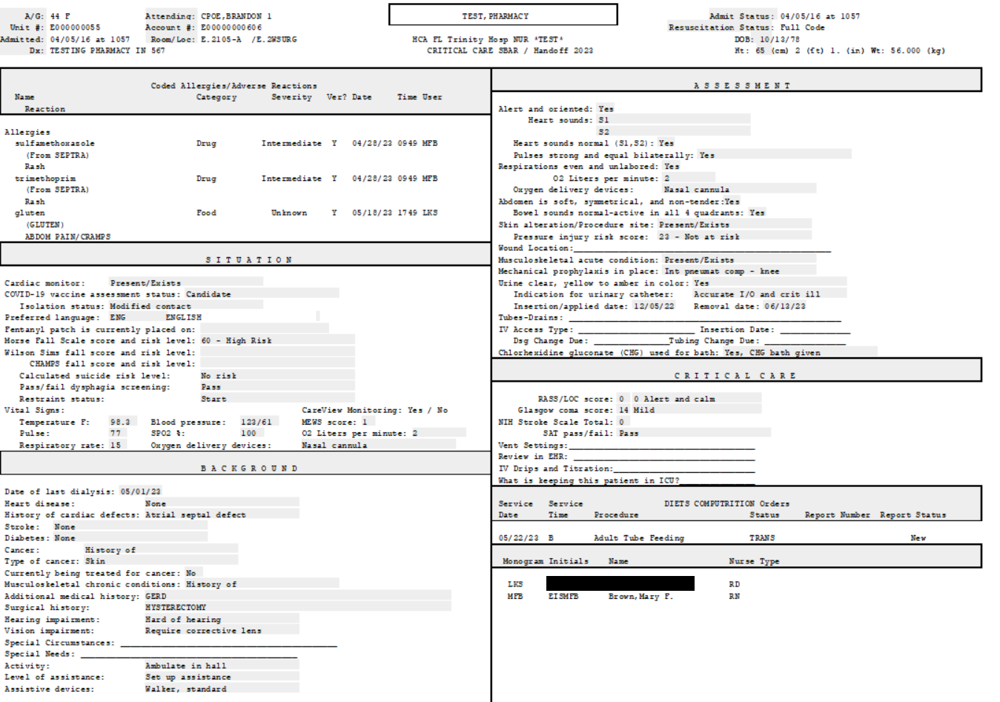 A/G: 44 F Attending: CPOE,BRANDON 1 TEST,PHARMACY Admit Status: 04/05/16 at 1057
Unit #: E000000055 Account #: E00000000606 Resuscitation Status: Full Code
Admitted: 04/05/16 at 1057 Room/Loc: E.2105-A /E.2WSURG HCA FL Trinity Hosp NUR *TEST* DOB: 10/13/78
Dx: TESTING PHARMACY IN 567 CRITICAL CARE SBAR / Handoff 2023 Ht: 65 (cm) 2 (ft) 1. (in) Wt: 56.000 (kg)
Coded Allergies/Adverse Reactions
Name Category Severity Ver? Date Time User
Reaction
Allergies
sulfamethoxazole Drug Intermediate Y 04/28/23 0949 MFB
(From SEPTRA)
Rash
trimethoprim Drug Intermediate Y 04/28/23 0949 MFB
(From SEPTRA)
Rash
gluten Food Unknown Y 05/18/23 1749 LKS
(GLUTEN)
ABDOM PAIN/CRAMPS
S I T U A T I O N
Cardiac monitor: Present/Exists
COVID-19 vaccine assessment status: Candidate
Isolation status: Modified contact
Preferred language: ENG ENGLISH
Fentanyl patch is currently placed on:
Morse Fall Scale score and risk level: 60 - High Risk
Wilson Sims fall score and risk level:
CHAMPS fall score and risk level:
Calculated suicide risk level: No risk
Pass/fail dysphagia screening: Pass
Restraint status: Start
Vital Signs: CareView Monitoring: Yes / No
Temperature F: 98.3 Blood pressure: 123/61 MEWS score: 1
Pulse: 77 SPO2 %: 100 O2 Liters per minute: 2
Respiratory rate: 15 Oxygen delivery devices: Nasal cannula
B A C K G R O U N D
Date of last dialysis: 05/01/23
Heart disease: None
History of cardiac defects: Atrial septal defect
Stroke: None
Diabetes: None
Cancer: History of
Type of cancer: Skin
Currently being treated for cancer: No
Musculoskeletal chronic conditions: History of
Additional medical history: GERD
Surgical history: HYSTERECTOMY
Hearing impairment: Hard of hearing
Vision impairment: Require corrective lens
Special Circumstances:
Special Needs:
Activity: Ambulate in hall
Level of assistance: Set up assistance
Assistive devices: Walker, standard
A S S E S S M E N T
Alert and oriented: Yes
Heart sounds: S1
S2
Heart sounds normal (S1,S2): Yes
Pulses strong and equal bilaterally: Yes
Respirations even and unlabored: Yes
O2 Liters per minute: 2
Oxygen delivery devices: Nasal cannula
Abdomen is soft, symmetrical, and non-tender:Yes
Bowel sounds normal-active in all 4 quadrants: Yes
Skin alteration/Procedure site: Present/Exists
Pressure injury risk score: 23 - Not at risk
Wound Location:
Musculoskeletal acute condition: Present/Exists
Mechanical prophylaxis in place: Int pneumat comp - knee
Urine clear, yellow to amber in color: Yes
Indication for urinary catheter: Accurate I/O and crit ill
Insertion/applied date: 12/05/22 Removal date: 06/13/23
Tubes-Drains:
IV Access Type: Insertion Date:
Dsg Change Due: Tubing Change Due:
Chlorhexidine gluconate (CHG) used for bath: Yes, CHG bath given
C R I T I C A L C A R E
RASS/LOC score: 0 0 Alert and calm
Glasgow coma score: 14 Mild
NIH Stroke Scale Total: 0
SAT pass/fail: Pass
Vent Settings:
Review in EHR:
IV Drips and Titration:
What is keeping this patient in ICU?
Service Service DIETS COMPUTRITION Orders
Date Time Procedure Status Report Number Report Status
05/22/23 B Adult Tube Feeding TRANS New
Monogram Initials Name Nurse Type
LKS RD
MFB EISMFB Brown,Mary F. RN